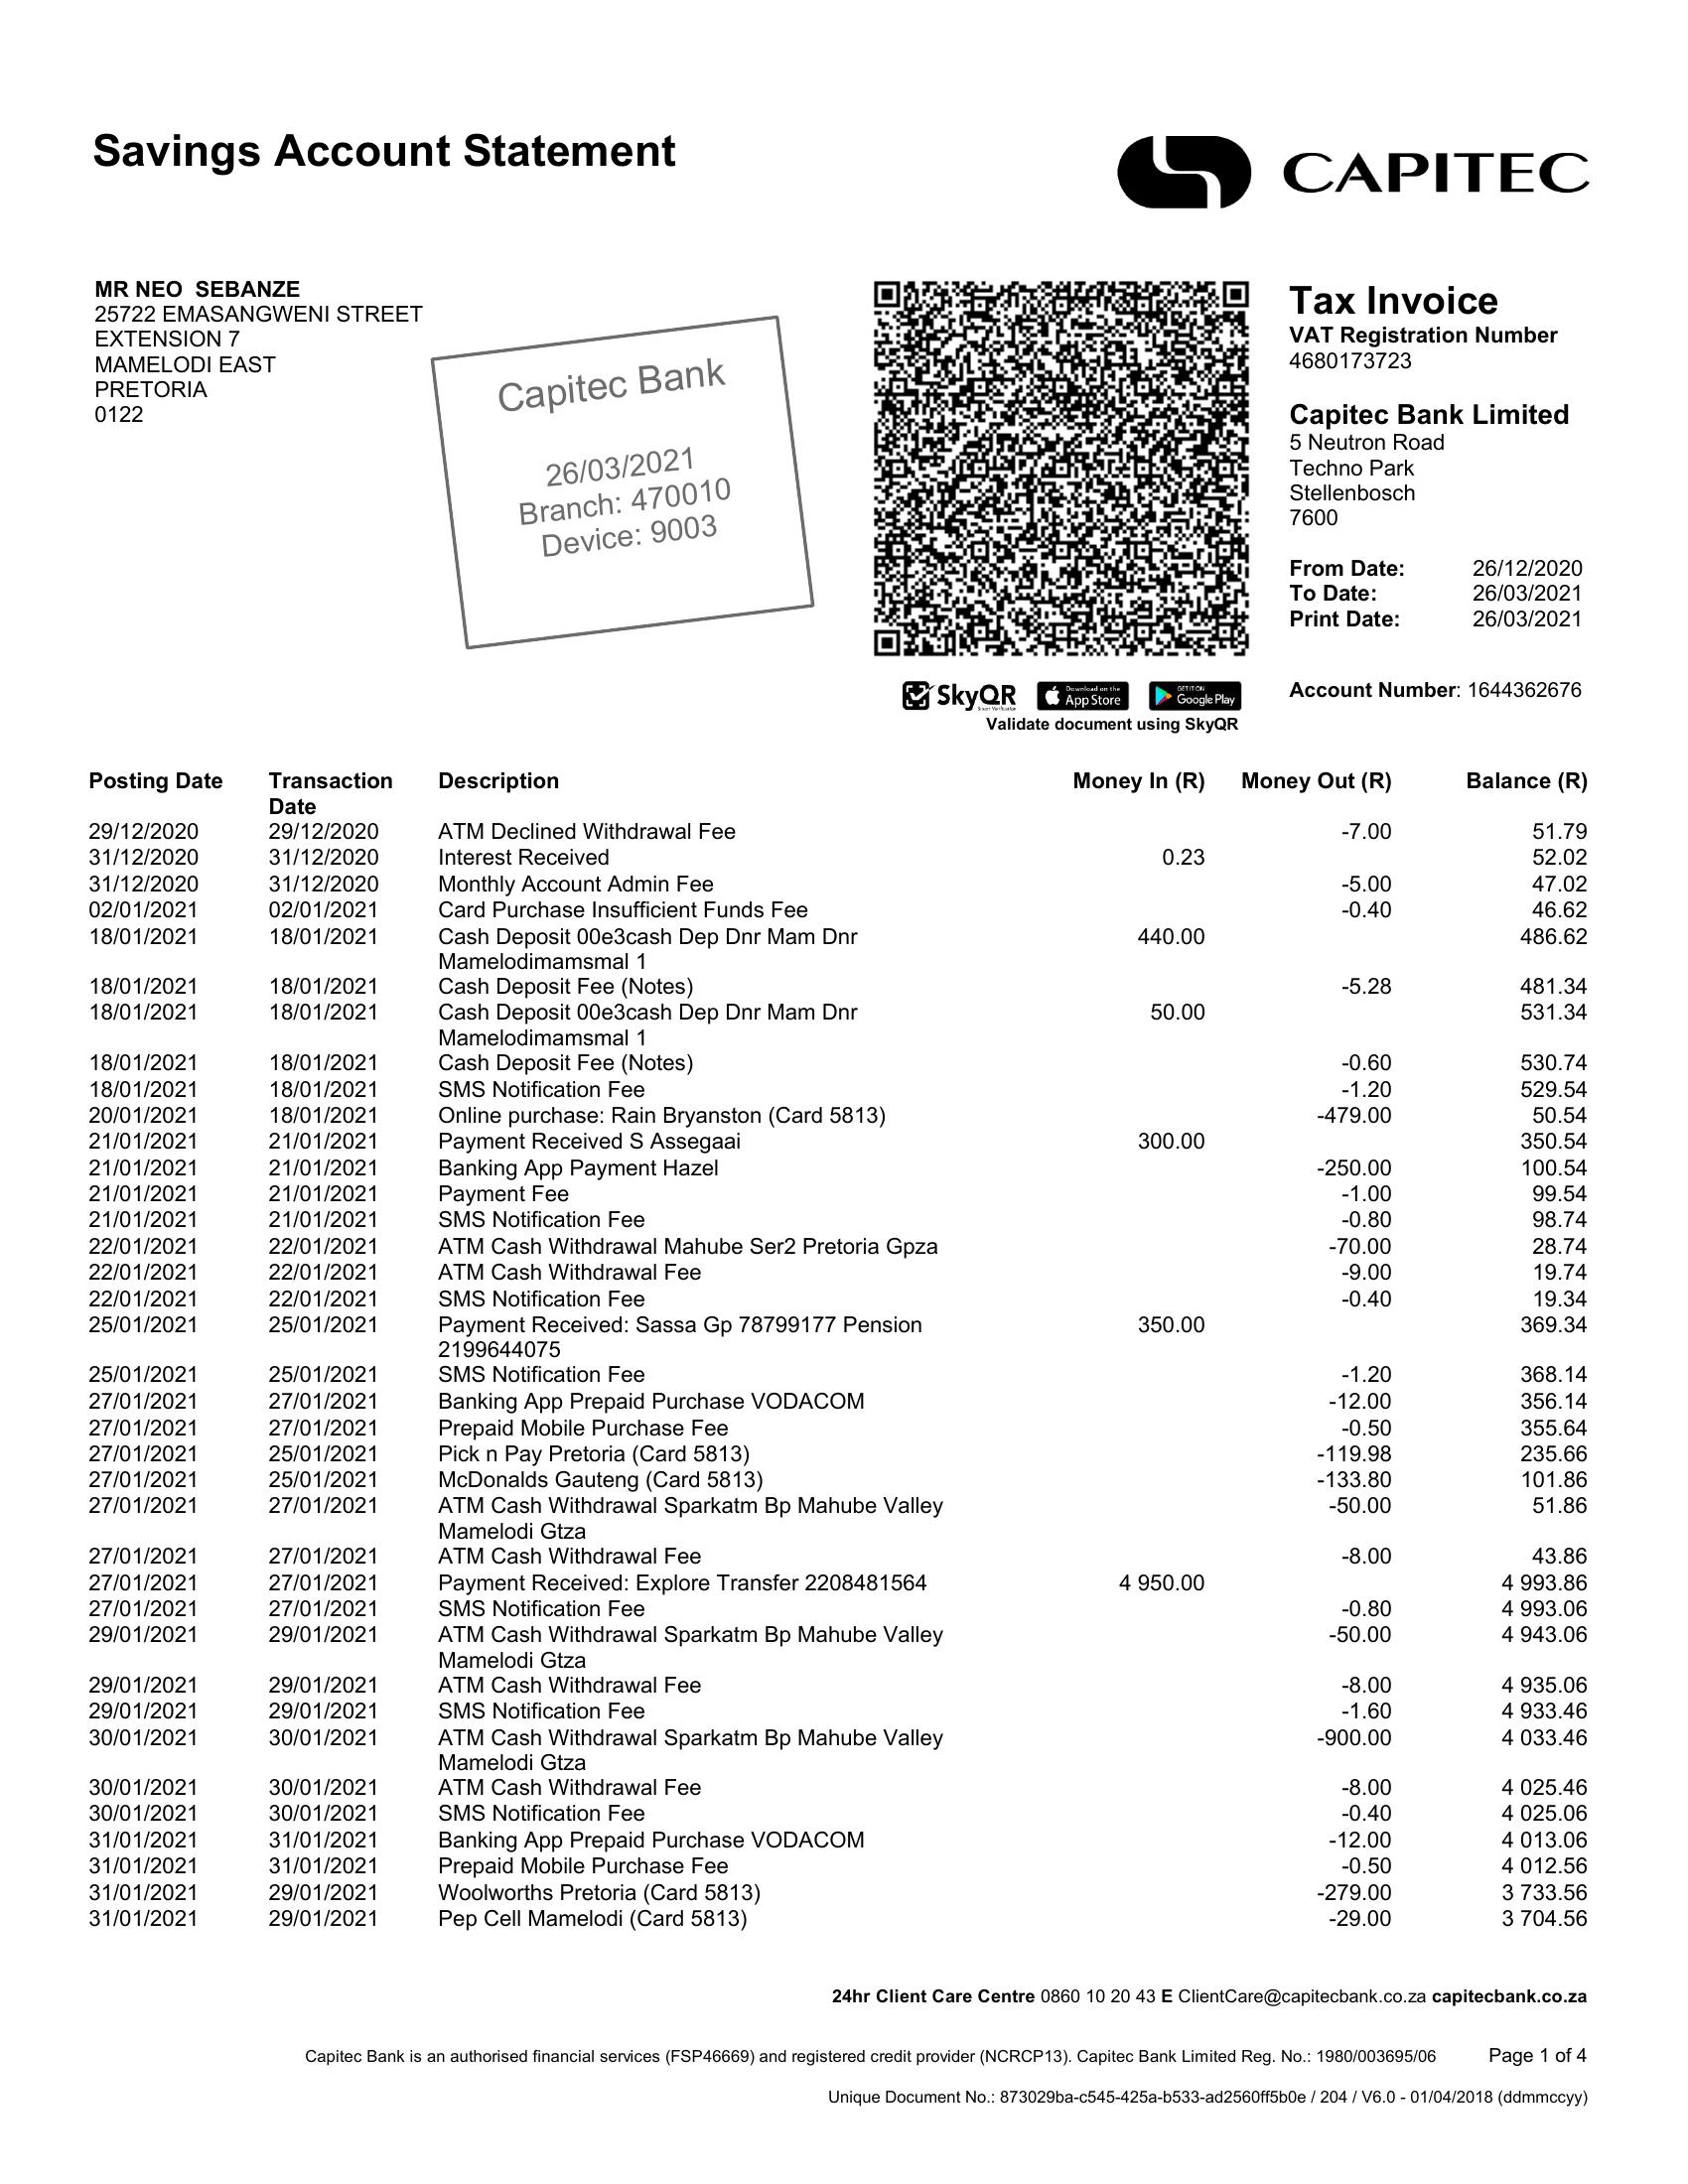 Savings Account Statement
CAPITEC
MR NEO  SEBANZE
25722 EMASANGWENI STREET
EXTENSION 7
MAMELODI EAST
PRETORIA
0122
Capitec Bank
26/03/2021
Branch: 470010
Device: 9003
SkyQR
Smart Verification
Download on the
App Store
GET IT ON
Google Play
Validate document using SkyQR
Tax Invoice
VAT Registration Number
4680173723
Capitec Bank Limited
5 Neutron Road
Techno Park
Stellenbosch
7600
From Date: 26/12/2020
To Date: 26/03/2021
Print Date: 26/03/2021
Account Number: 1644362676
Posting Date Transaction Description Money In (R) Money Out (R) Balance (R)
Date
29/12/2020 29/12/2020 ATM Declined Withdrawal Fee -7.00 51.79
31/12/2020 31/12/2020 Interest Received 0.23 52.02
31/12/2020 31/12/2020 Monthly Account Admin Fee -5.00 47.02
02/01/2021 02/01/2021 Card Purchase Insufficient Funds Fee -0.40 46.62
18/01/2021 18/01/2021 Cash Deposit 00e3cash Dep Dnr Mam Dnr 440.00 486.62
Mamelodimamsmal 1
18/01/2021 18/01/2021 Cash Deposit Fee (Notes) -5.28 481.34
18/01/2021 18/01/2021 Cash Deposit 00e3cash Dep Dnr Mam Dnr 50.00 531.34
Mamelodimamsmal 1
18/01/2021 18/01/2021 Cash Deposit Fee (Notes) -0.60 530.74
18/01/2021 18/01/2021 SMS Notification Fee -1.20 529.54
20/01/2021 18/01/2021 Online purchase: Rain Bryanston (Card 5813) -479.00 50.54
21/01/2021 21/01/2021 Payment Received S Assegaai 300.00 350.54
21/01/2021 21/01/2021 Banking App Payment Hazel -250.00 100.54
21/01/2021 21/01/2021 Payment Fee -1.00 99.54
21/01/2021 21/01/2021 SMS Notification Fee -0.80 98.74
22/01/2021 22/01/2021 ATM Cash Withdrawal Mahube Ser2 Pretoria Gpza -70.00 28.74
22/01/2021 22/01/2021 ATM Cash Withdrawal Fee -9.00 19.74
22/01/2021 22/01/2021 SMS Notification Fee -0.40 19.34
25/01/2021 25/01/2021 Payment Received: Sassa Gp 78799177 Pension 350.00 369.34
2199644075
25/01/2021 25/01/2021 SMS Notification Fee -1.20 368.14
27/01/2021 27/01/2021 Banking App Prepaid Purchase VODACOM -12.00 356.14
27/01/2021 27/01/2021 Prepaid Mobile Purchase Fee -0.50 355.64
27/01/2021 25/01/2021 Pick n Pay Pretoria (Card 5813) -119.98 235.66
27/01/2021 25/01/2021 McDonalds Gauteng (Card 5813) -133.80 101.86
27/01/2021 27/01/2021 ATM Cash Withdrawal Sparkatm Bp Mahube Valley -50.00 51.86
Mamelodi Gtza
27/01/2021 27/01/2021 ATM Cash Withdrawal Fee -8.00 43.86
27/01/2021 27/01/2021 Payment Received: Explore Transfer 2208481564 4 950.00 4 993.86
27/01/2021 27/01/2021 SMS Notification Fee -0.80 4 993.06
29/01/2021 29/01/2021 ATM Cash Withdrawal Sparkatm Bp Mahube Valley -50.00 4 943.06
Mamelodi Gtza
29/01/2021 29/01/2021 ATM Cash Withdrawal Fee -8.00 4 935.06
29/01/2021 29/01/2021 SMS Notification Fee -1.60 4 933.46
30/01/2021 30/01/2021 ATM Cash Withdrawal Sparkatm Bp Mahube Valley -900.00 4 033.46
Mamelodi Gtza
30/01/2021 30/01/2021 ATM Cash Withdrawal Fee -8.00 4 025.46
30/01/2021 30/01/2021 SMS Notification Fee -0.40 4 025.06
31/01/2021 31/01/2021 Banking App Prepaid Purchase VODACOM -12.00 4 013.06
31/01/2021 31/01/2021 Prepaid Mobile Purchase Fee -0.50 4 012.56
31/01/2021 29/01/2021 Woolworths Pretoria (Card 5813) -279.00 3 733.56
31/01/2021 29/01/2021 Pep Cell Mamelodi (Card 5813) -29.00 3 704.56
24hr Client Care Centre 0860 10 20 43 E ClientCare@capitecbank.co.za capitecbank.co.za
Capitec Bank is an authorised financial services (FSP46669) and registered credit provider (NCRCP13). Capitec Bank Limited Reg. No.: 1980/003695/06 Page 1 of 4
Unique Document No.: 873029ba-c545-425a-b533-ad2560ff5b0e / 204 / V6.0 - 01/04/2018 (ddmmccyy)